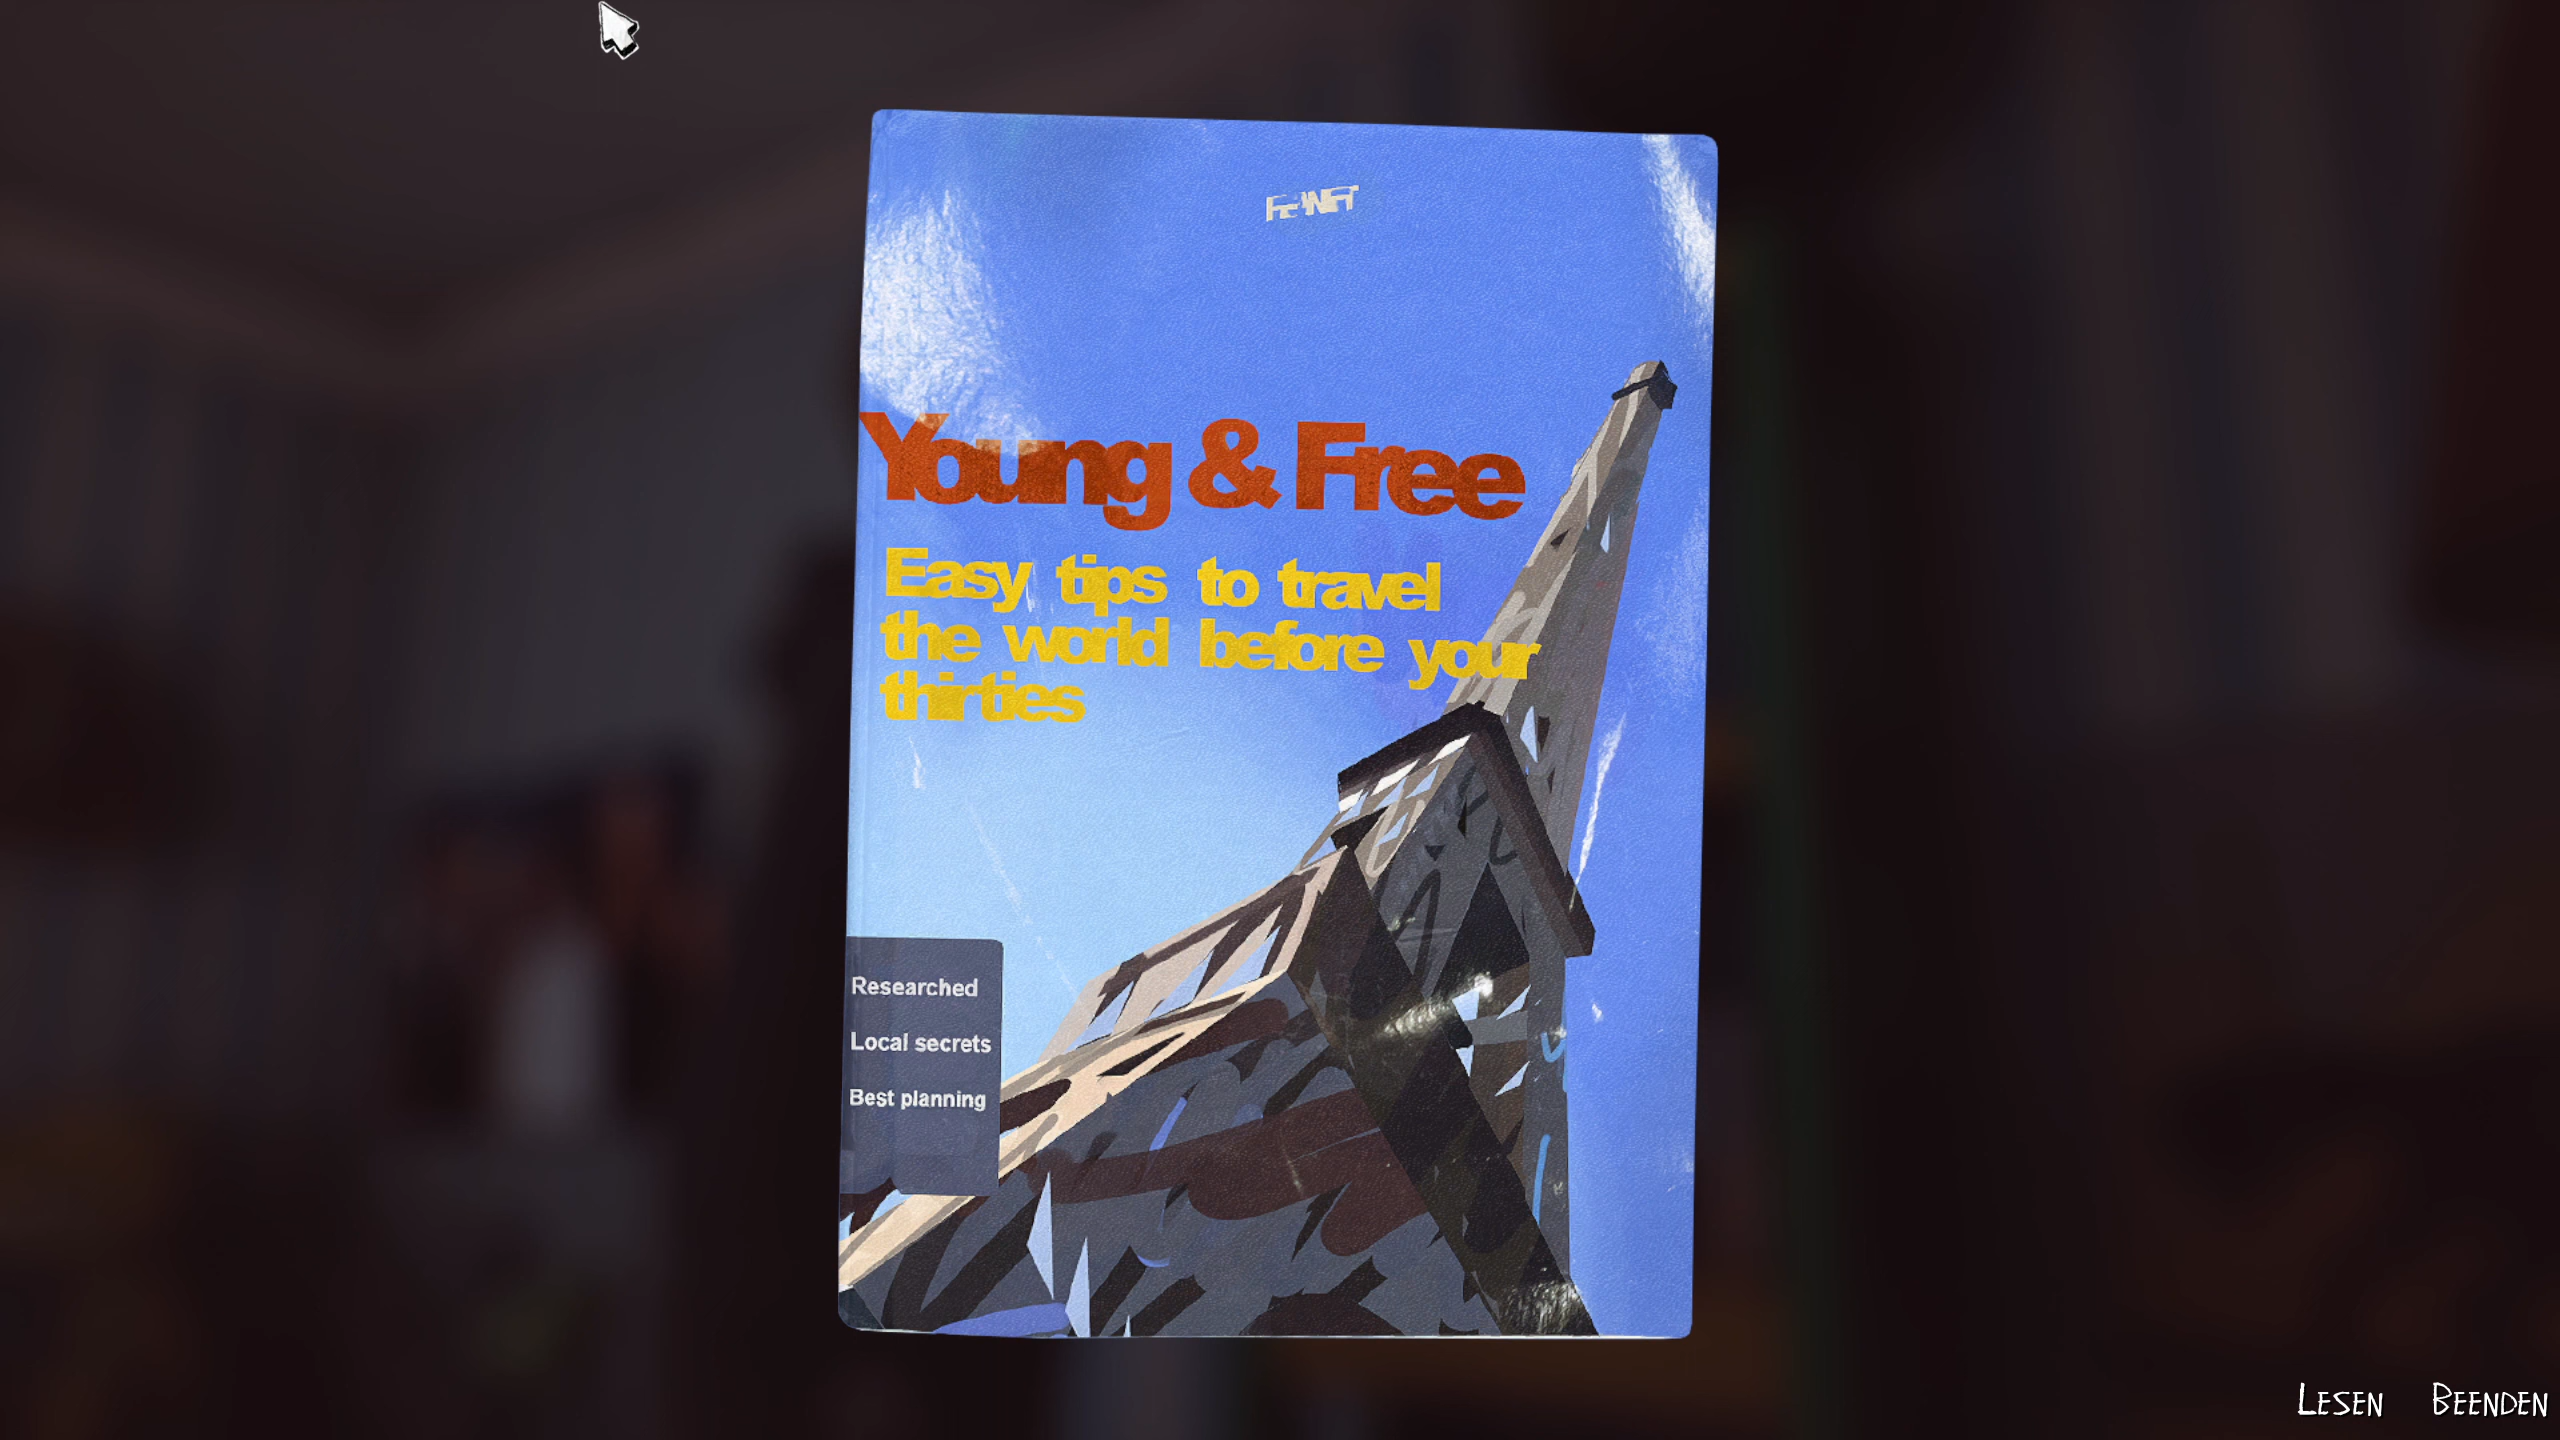 Young & Free
Easy tips to travel
the world before your
thirties
Researched
Local secrets
Best planning
LESEN BEENDEN